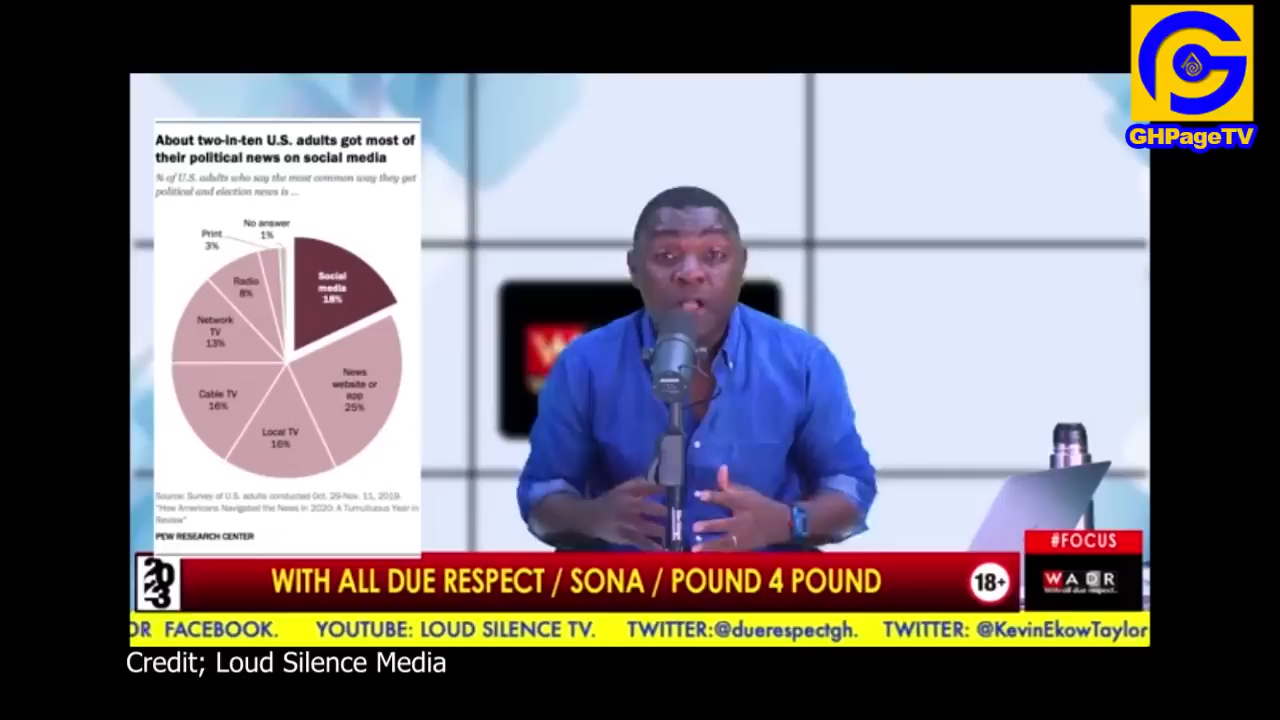 GHPageTV
About two-in-ten U.S. adults got most of
their political news on social media
% of U.S. adults who say the most common way they get
political and election news is ...
No answer
1%
Print
3%
Social
media
18%
Radio
8%
Network
TV
13%
News
website or
app
25%
Cable TV
16%
Local TV
16%
Source: Survey of U.S. adults conducted Oct. 29-Nov. 11, 2019.
"How Americans Navigated the News in 2020: A Tumultuous Year in
Review"
PEW RESEARCH CENTER
#FOCUS
2023
WITH ALL DUE RESPECT / SONA / POUND 4 POUND
18+
WADR
With all due respect..
OR FACEBOOK. YOUTUBE: LOUD SILENCE TV. TWITTER:@duerespectgh. TWITTER: @KevinEkowTaylor
Credit; Loud Silence Media